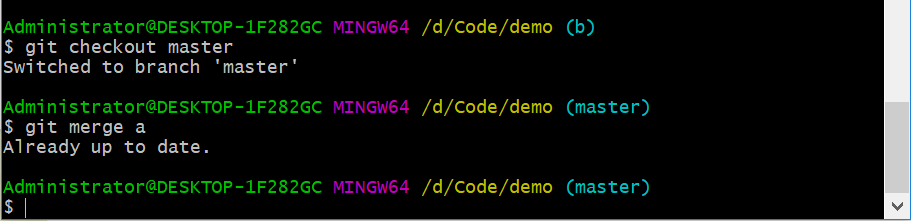 Administrator@DESKTOP-1F282GC MINGW64 /d/Code/demo (b)
$ git checkout master
Switched to branch 'master'
Administrator@DESKTOP-1F282GC MINGW64 /d/Code/demo (master)
$ git merge a
Already up to date.
Administrator@DESKTOP-1F282GC MINGW64 /d/Code/demo (master)
$